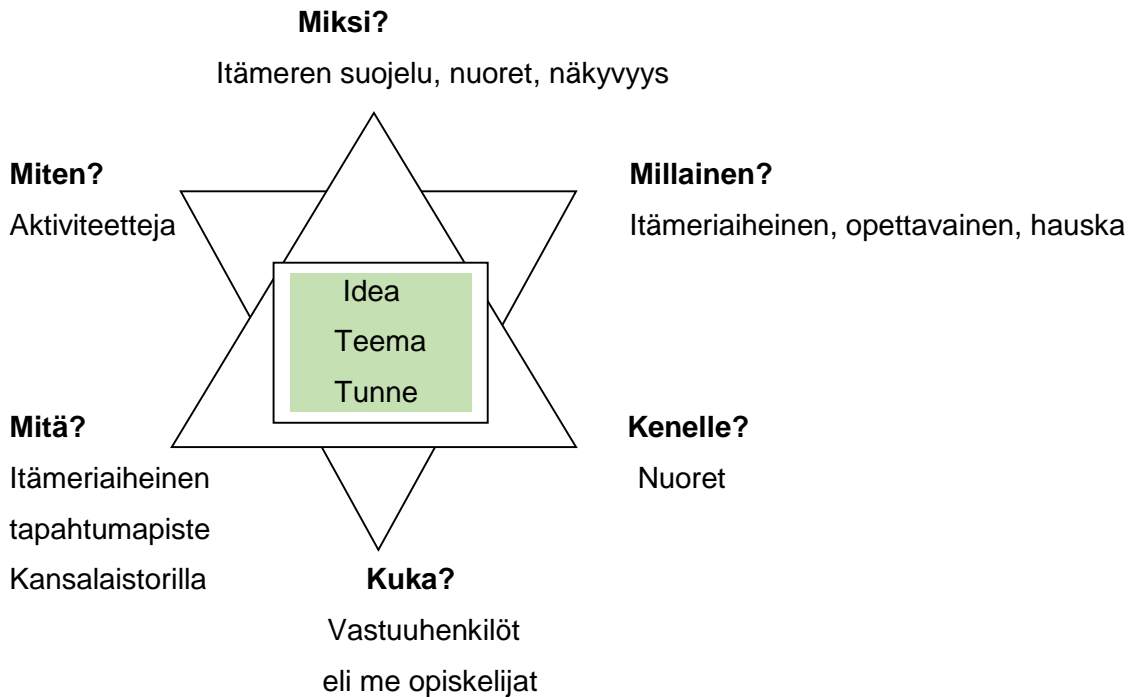 Miksi?
Itämeren suojelu, nuoret, näkyvyys
Miten?
Aktiviteetteja
Millainen?
Itämeriaiheinen, opettavainen, hauska
Idea
Teema
Tunne
Mitä?
Itämeriaiheinen
tapahtumapiste
Kansalaistorilla
Kenelle?
Nuoret
Kuka?
Vastuuhenkilöt
eli me opiskelijat